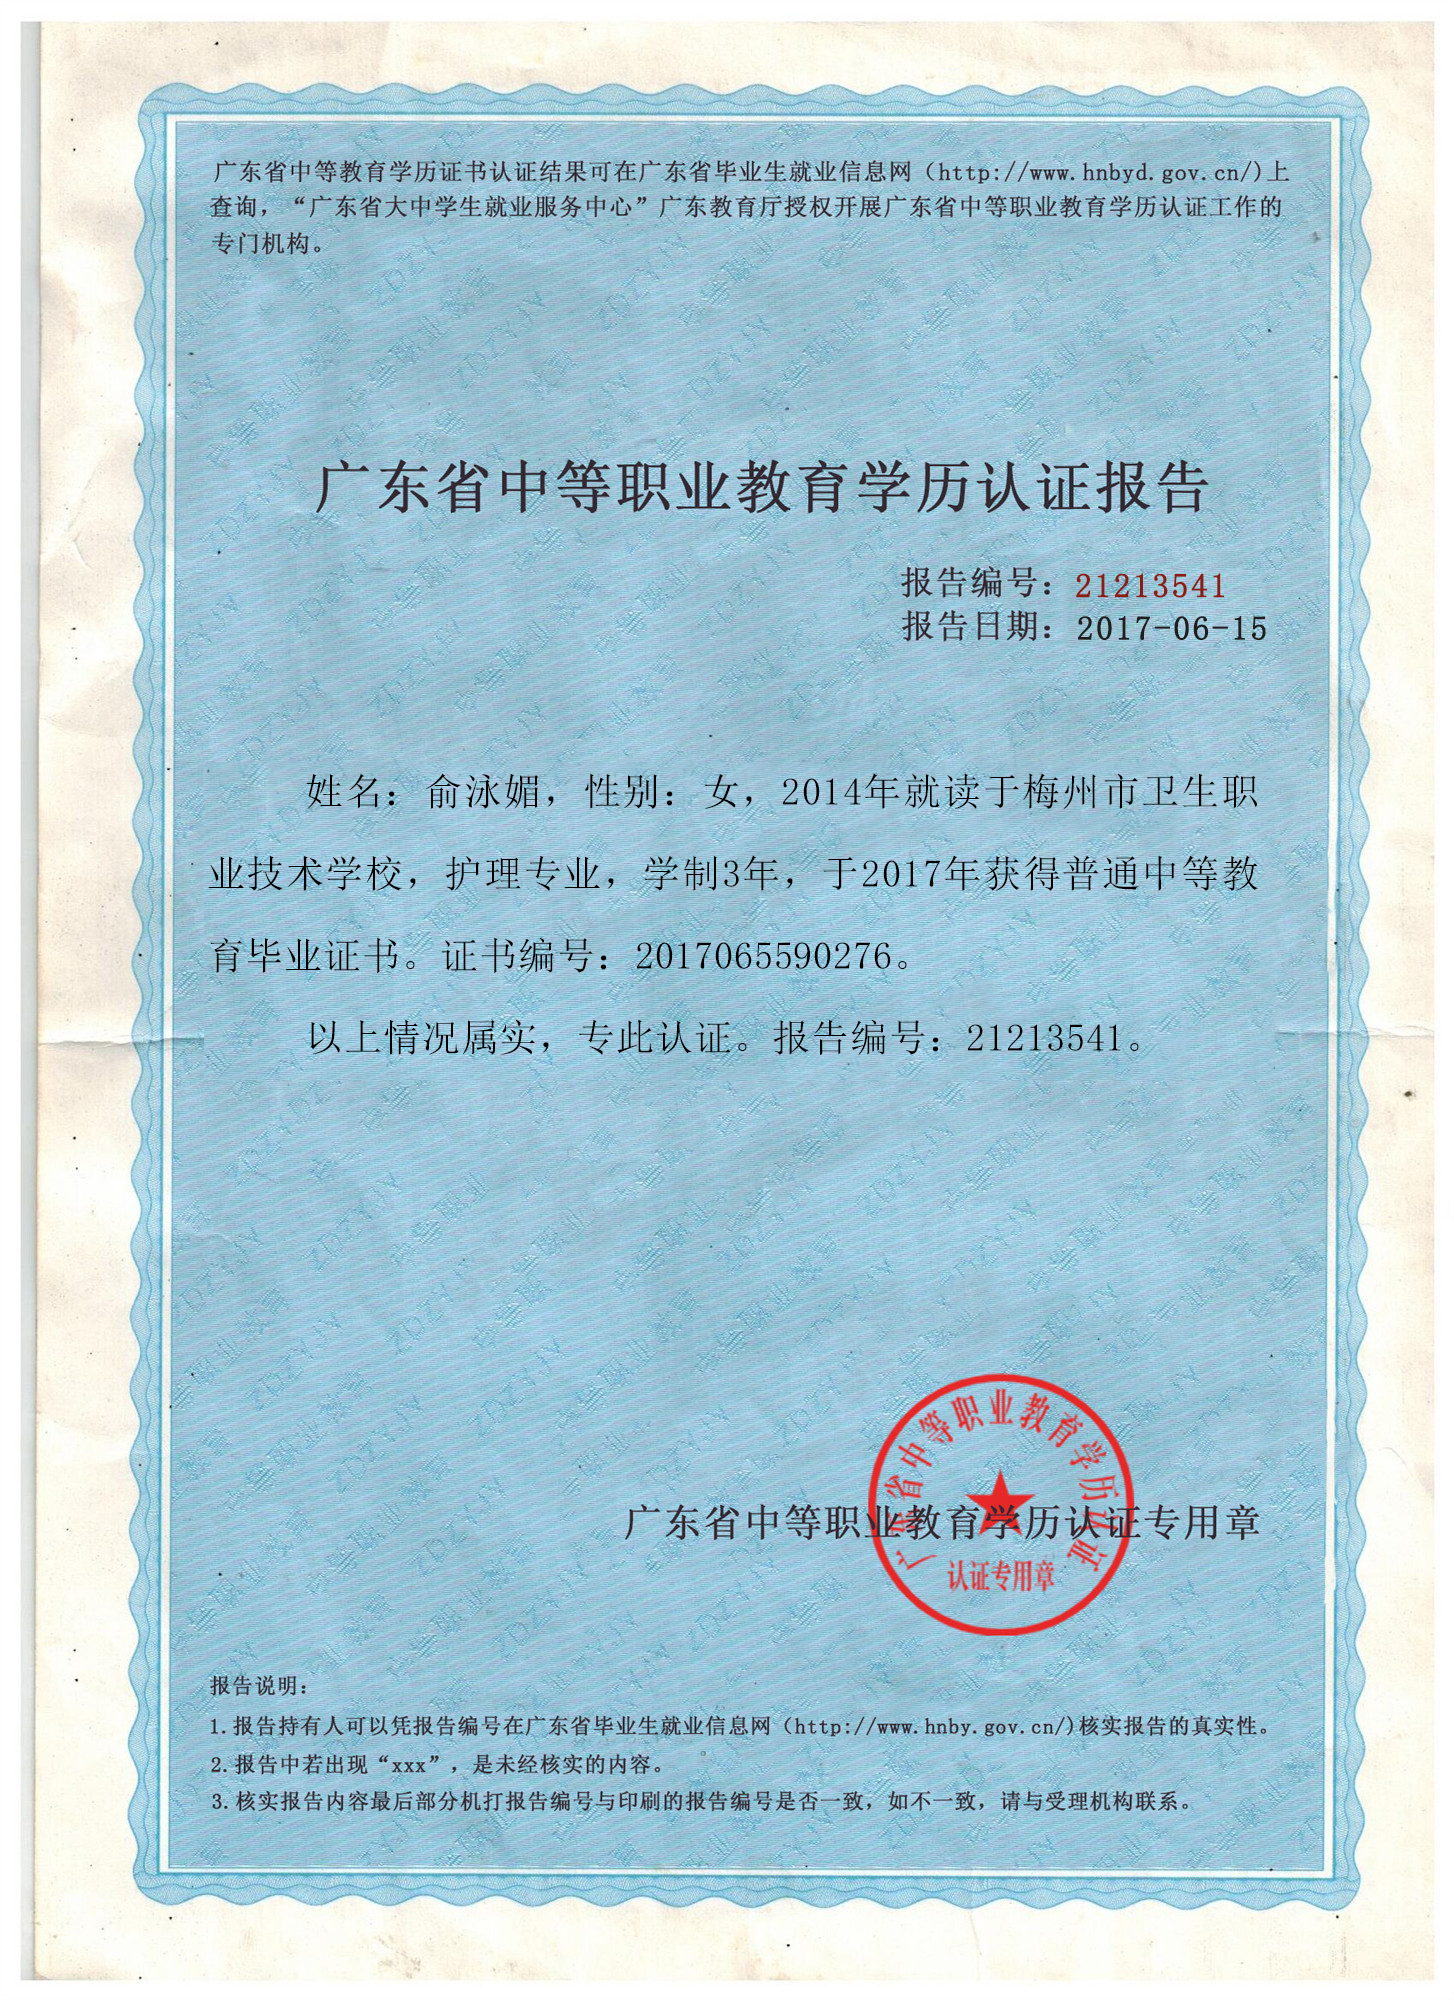 广东省中等教育学历证书认证结果可在广东省毕业生就业信息网（http://www.hnbyd.gov.cn/)上
查询，“广东省大中学生就业服务中心”广东教育厅授权开展广东省中等职业教育学历认证工作的
专门机构。
广东省中等职业教育学历认证报告
报告编号：21213541
报告日期：2017-06-15
姓名：俞泳媚，性别：女，2014年就读于梅州市卫生职
业技术学校，护理专业，学制3年，于2017年获得普通中等教
育毕业证书。证书编号：2017065590276。
以上情况属实，专此认证。报告编号：21213541。
广东省中等职业教育学历认证
认证专用章
广东省中等职业教育学历认证专用章
报告说明：
1.报告持有人可以凭报告编号在广东省毕业生就业信息网（http://www.hnby.gov.cn/)核实报告的真实性。
2.报告中若出现“xxx”，是未经核实的内容。
3.核实报告内容最后部分机打报告编号与印刷的报告编号是否一致，如不一致，请与受理机构联系。